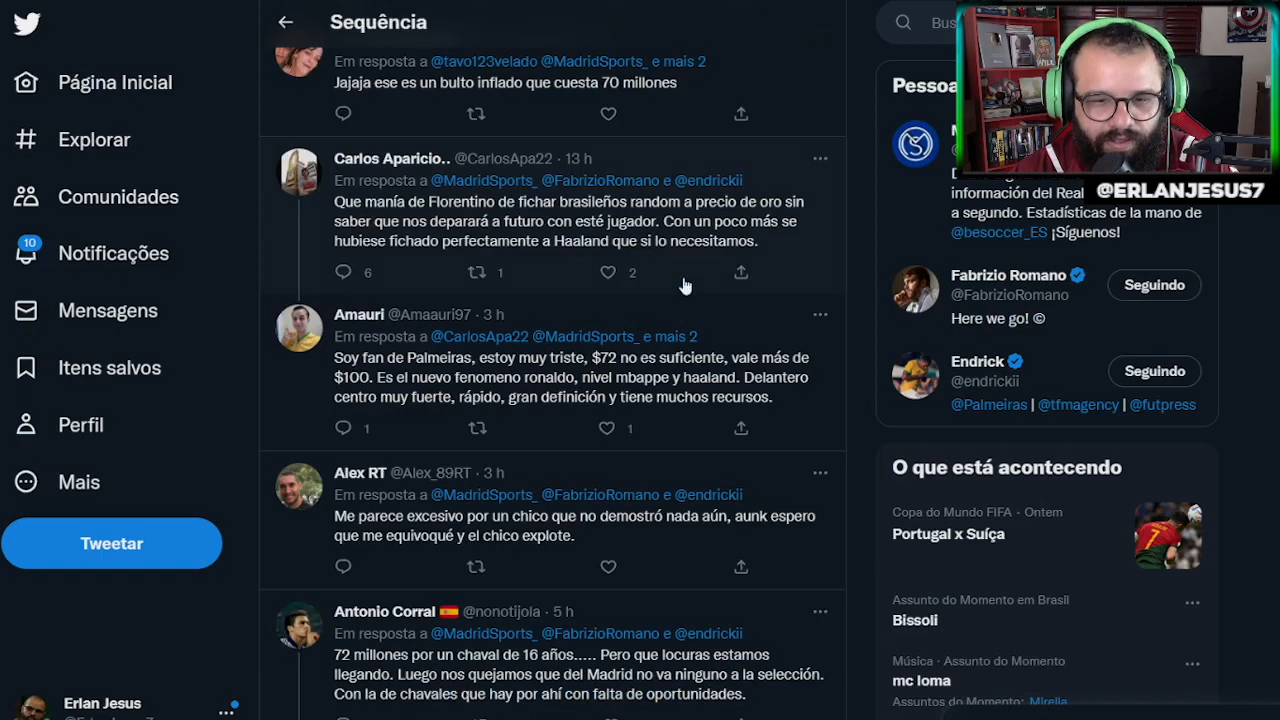 Sequência
Página Inicial
Explorar
Comunidades
10
Notificações
Mensagens
Itens salvos
Perfil
Mais
Tweetar
Erlan Jesus
Em resposta a @tavo123velado @MadridSports_ e mais 2
Jajaja ese es un bulto inflado que cuesta 70 millones
Carlos Aparicio.. @CarlosApa22 · 13 h
Em resposta a @MadridSports_ @FabrizioRomano e @endrickii
Que manía de Florentino de fichar brasileños random a precio de oro sin
saber que nos deparará a futuro con esté jugador. Con un poco más se
hubiese fichado perfectamente a Haaland que si lo necesitamos.
6 1 2
Amauri @Amaauri97 · 3 h
Em resposta a @CarlosApa22 @MadridSports_ e mais 2
Soy fan de Palmeiras, estoy muy triste, $72 no es suficiente, vale más de
$100. Es el nuevo fenomeno ronaldo, nivel mbappe y haaland. Delantero
centro muy fuerte, rápido, gran definición y tiene muchos recursos.
1 1
Alex RT @Alex_89RT · 3 h
Em resposta a @MadridSports_ @FabrizioRomano e @endrickii
Me parece excesivo por un chico que no demostró nada aún, aunk espero
que me equivoqué y el chico explote.
Antonio Corral @nonotijola · 5 h
Em resposta a @MadridSports_ @FabrizioRomano e @endrickii
72 millones por un chaval de 16 años..... Pero que locuras estamos
llegando. Luego nos quejamos que del Madrid no va ninguno a la selección.
Con la de chavales que hay por ahí con falta de oportunidades.
Bus
Pessoa
@ERLANJESUS7
información del Real
a segundo. Estadísticas de la mano de
@besoccer_ES ¡Síguenos!
Fabrizio Romano
@FabrizioRomano
Seguindo
Here we go! ©
Endrick
@endrickii
Seguindo
@Palmeiras | @tfmagency | @futpress
O que está acontecendo
Copa do Mundo FIFA · Ontem
Portugal x Suíça
Assunto do Momento em Brasil
Bissoli
Música · Assunto do Momento
mc loma
Assuntos do Momento: Mirella